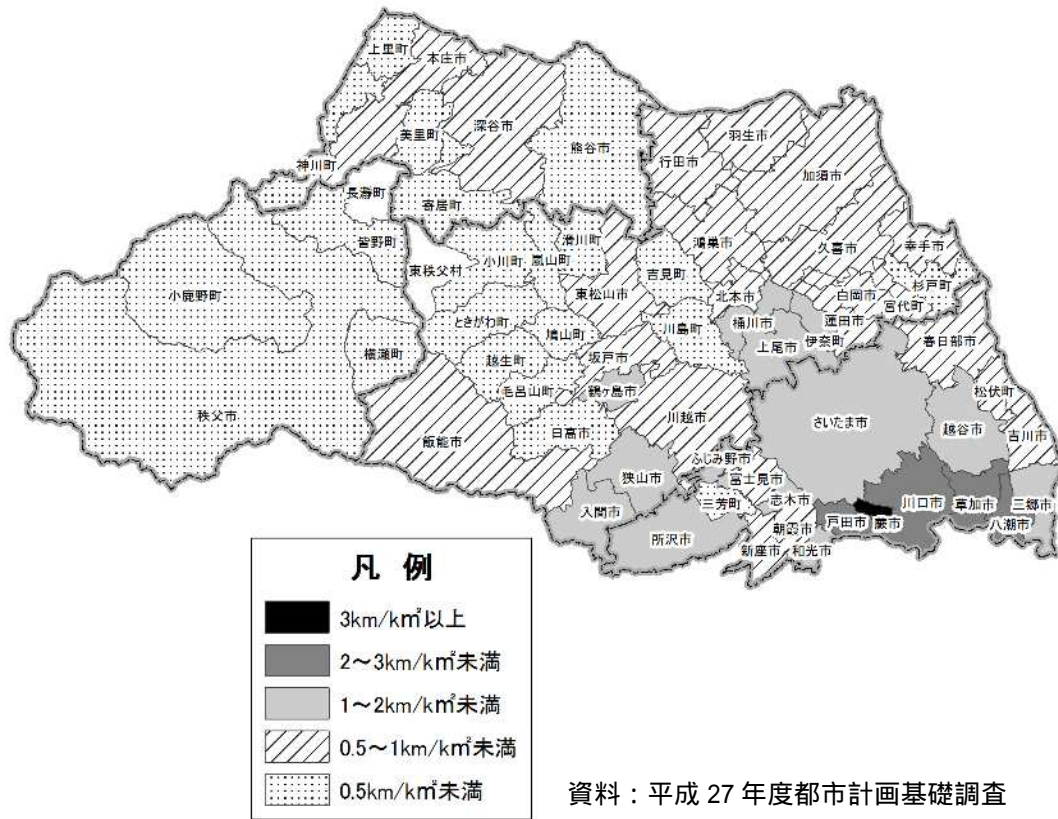 上里町
本庄市
美里町
深谷市
熊谷市
神川町
長瀞町
寄居町
皆野町
小鹿野町
秩父市
横瀬町
東秩父村
小川町
嵐山町
滑川町
ときがわ町
鳩山町
越生町
毛呂山町
東松山市
吉見町
川島町
坂戸市
鶴ヶ島市
日高市
飯能市
川越市
行田市
羽生市
加須市
鴻巣市
久喜市
幸手市
杉戸町
宮代町
白岡市
蓮田市
北本市
桶川市
上尾市
伊奈町
春日部市
松伏町
さいたま市
越谷市
吉川市
狭山市
入間市
所沢市
ふじみ野市
富士見市
三芳町
志木市
朝霞市
新座市
和光市
戸田市
蕨市
川口市
草加市
八潮市
三郷市
凡 例
3km/k㎡以上
2～3km/k㎡未満
1～2km/k㎡未満
0.5～1km/k㎡未満
0.5km/k㎡未満
資料：平成 27 年度都市計画基礎調査